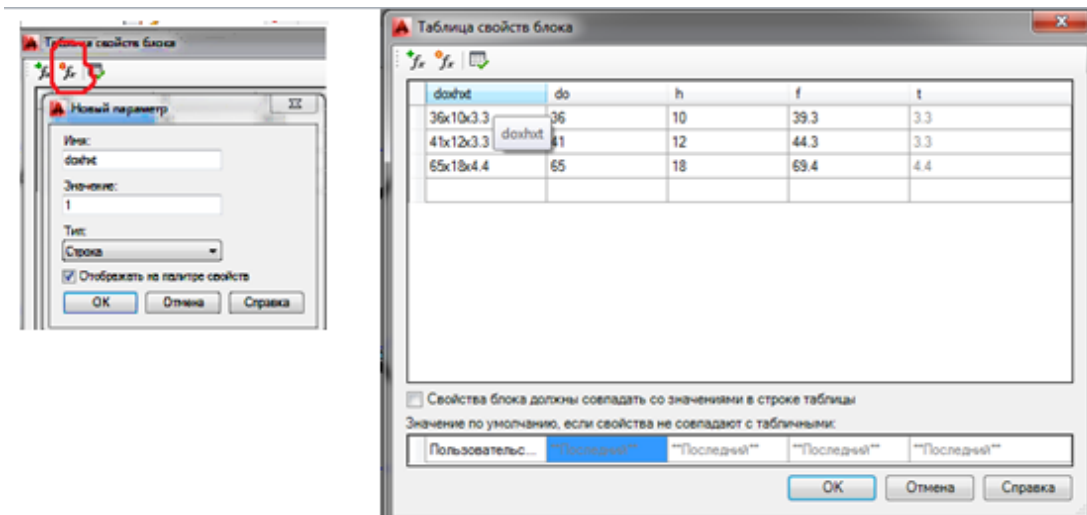 Таблица свойств блока
Новый параметр
Имя:
doxhxt
Значение:
1
Тип:
Строка
Отображать на палитре свойств
ОК Отмена Справка
Таблица свойств блока
doxhxt do h f t
36x10x3.3 36 10 39.3 3.3
41x12x3.3 41 12 44.3 3.3
doxhxt
65x18x4.4 65 18 69.4 4.4
Свойства блока должны совпадать со значениями в строке таблицы
Значение по умолчанию, если свойства не совпадают с табличными:
Пользовательс... **Последний** **Последний** **Последний** **Последний**
ОК Отмена Справка